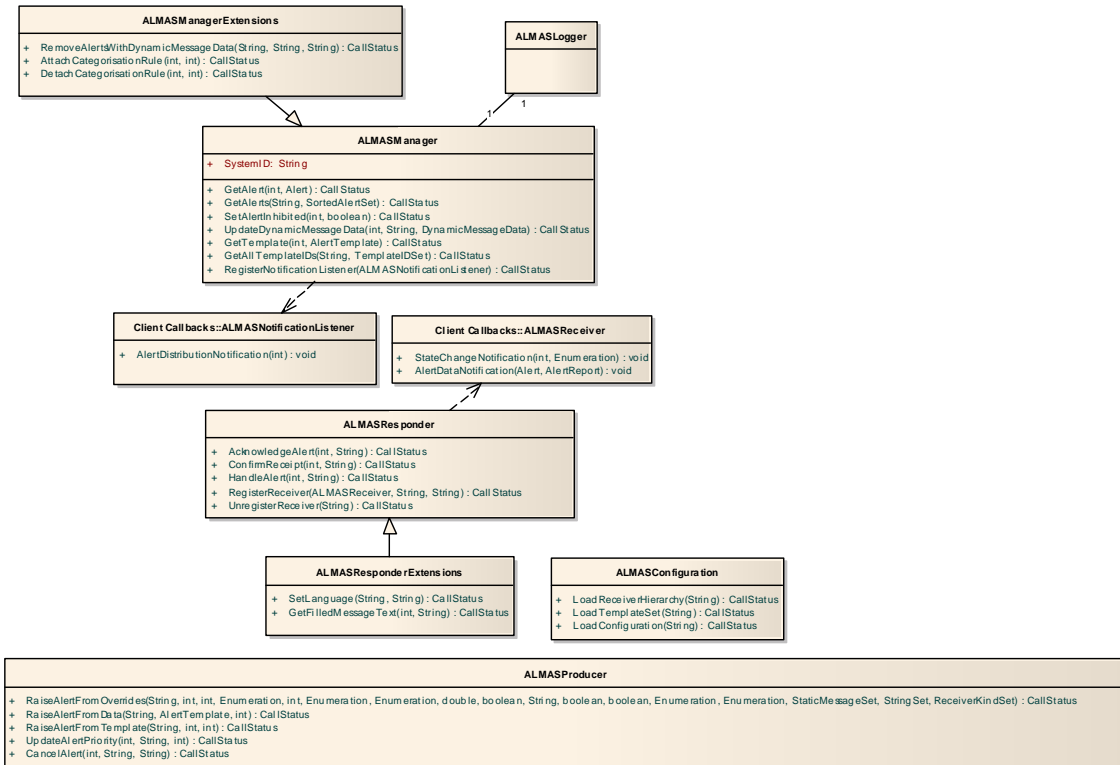 ALMASManagerExtensions
+ RemoveAlertsWithDynamicMessageData(String, String, String) : CallStatus
+ AttachCategorisationRule(int, int) : CallStatus
+ DetachCategorisationRule(int, int) : CallStatus
ALMASLogger
1
1
ALMASManager
+ SystemID: String
+ GetAlert(int, Alert) : CallStatus
+ GetAlerts(String, SortedAlertSet) : CallStatus
+ SetAlertInhibited(int, boolean) : CallStatus
+ UpdateDynamicMessageData(int, String, DynamicMessageData) : CallStatus
+ GetTemplate(int, AlertTemplate) : CallStatus
+ GetAllTemplateIDs(String, TemplateIDSet) : CallStatus
+ RegisterNotificationListener(ALMASNotificationListener) : CallStatus
Client Callbacks::ALMASNotificationListener
+ AlertDistributionNotification(int) : void
Client Callbacks::ALMASReceiver
+ StateChangeNotification(int, Enumeration) : void
+ AlertDataNotification(Alert, AlertReport) : void
ALMASResponder
+ AcknowledgeAlert(int, String) : CallStatus
+ ConfirmReceipt(int, String) : CallStatus
+ HandleAlert(int, String) : CallStatus
+ RegisterReceiver(ALMASReceiver, String, String) : CallStatus
+ UnregisterReceiver(String) : CallStatus
ALMASResponderExtensions
+ SetLanguage(String, String) : CallStatus
+ GetFilledMessageText(int, String) : CallStatus
ALMASConfiguration
+ LoadReceiverHierarchy(String) : CallStatus
+ LoadTemplateSet(String) : CallStatus
+ LoadConfiguration(String) : CallStatus
ALMASProducer
+ RaiseAlertFromOverrides(String, int, int, Enumeration, int, Enumeration, Enumeration, double, boolean, String, boolean, boolean, Enumeration, Enumeration, StaticMessageSet, StringSet, ReceiverKindSet) : CallStatus
+ RaiseAlertFromData(String, AlertTemplate, int) : CallStatus
+ RaiseAlertFromTemplate(String, int, int) : CallStatus
+ UpdateAlertPriority(int, String, int) : CallStatus
+ CancelAlert(int, String, String) : CallStatus